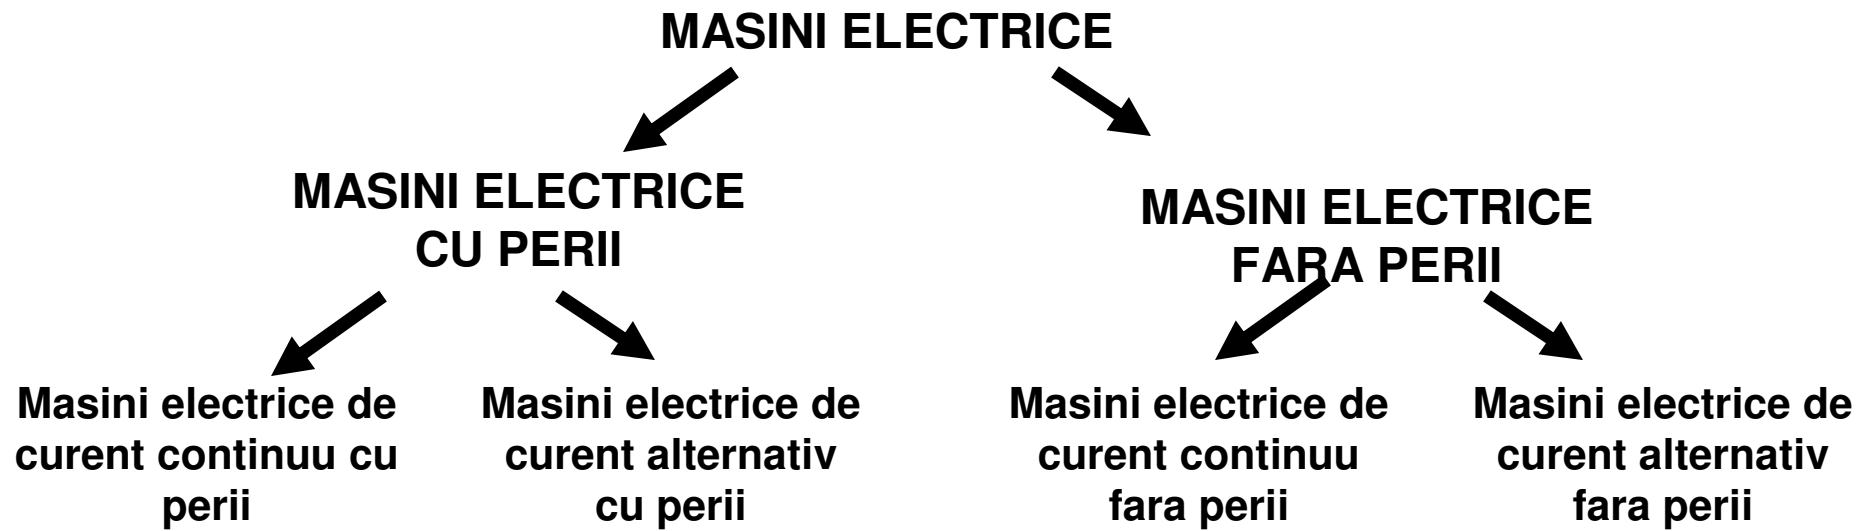 MASINI ELECTRICE
MASINI ELECTRICE
CU PERII
MASINI ELECTRICE
FARA PERII
Masini electrice de
curent continuu cu
perii
Masini electrice de
curent alternativ
cu perii
Masini electrice de
curent continuu
fara perii
Masini electrice de
curent alternativ
fara perii